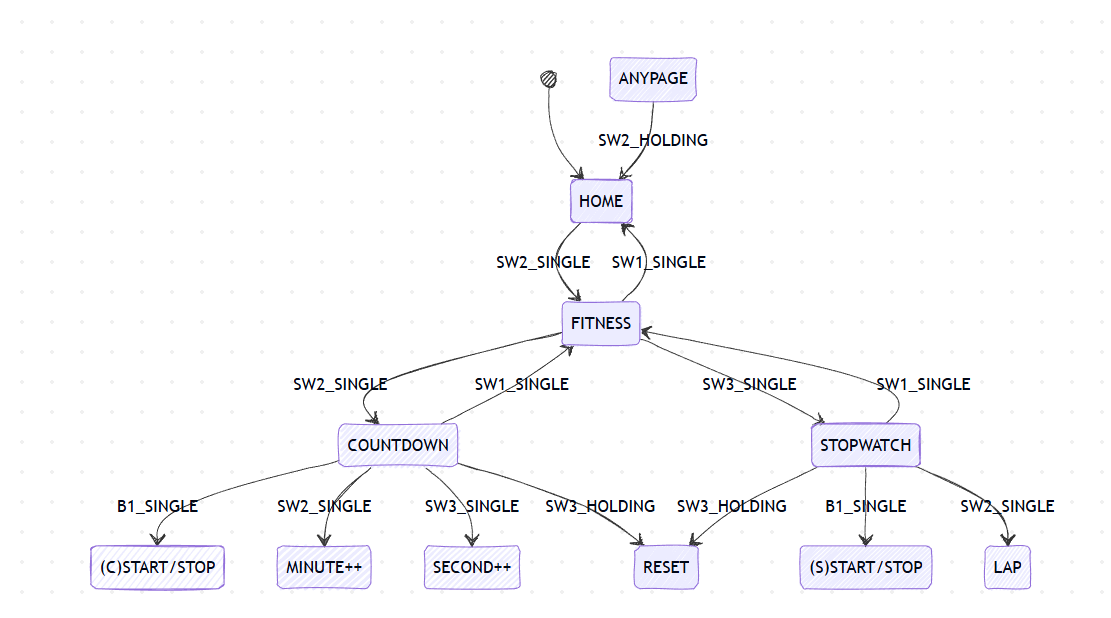 ANYPAGE
SW2_HOLDING
HOME
SW2_SINGLE
SW1_SINGLE
FITNESS
SW2_SINGLE
SW1_SINGLE
SW3_SINGLE
SW1_SINGLE
COUNTDOWN
STOPWATCH
B1_SINGLE
SW2_SINGLE
SW3_SINGLE
SW3_HOLDING
SW3_HOLDING
B1_SINGLE
SW2_SINGLE
(C)START/STOP
MINUTE++
SECOND++
RESET
(S)START/STOP
LAP